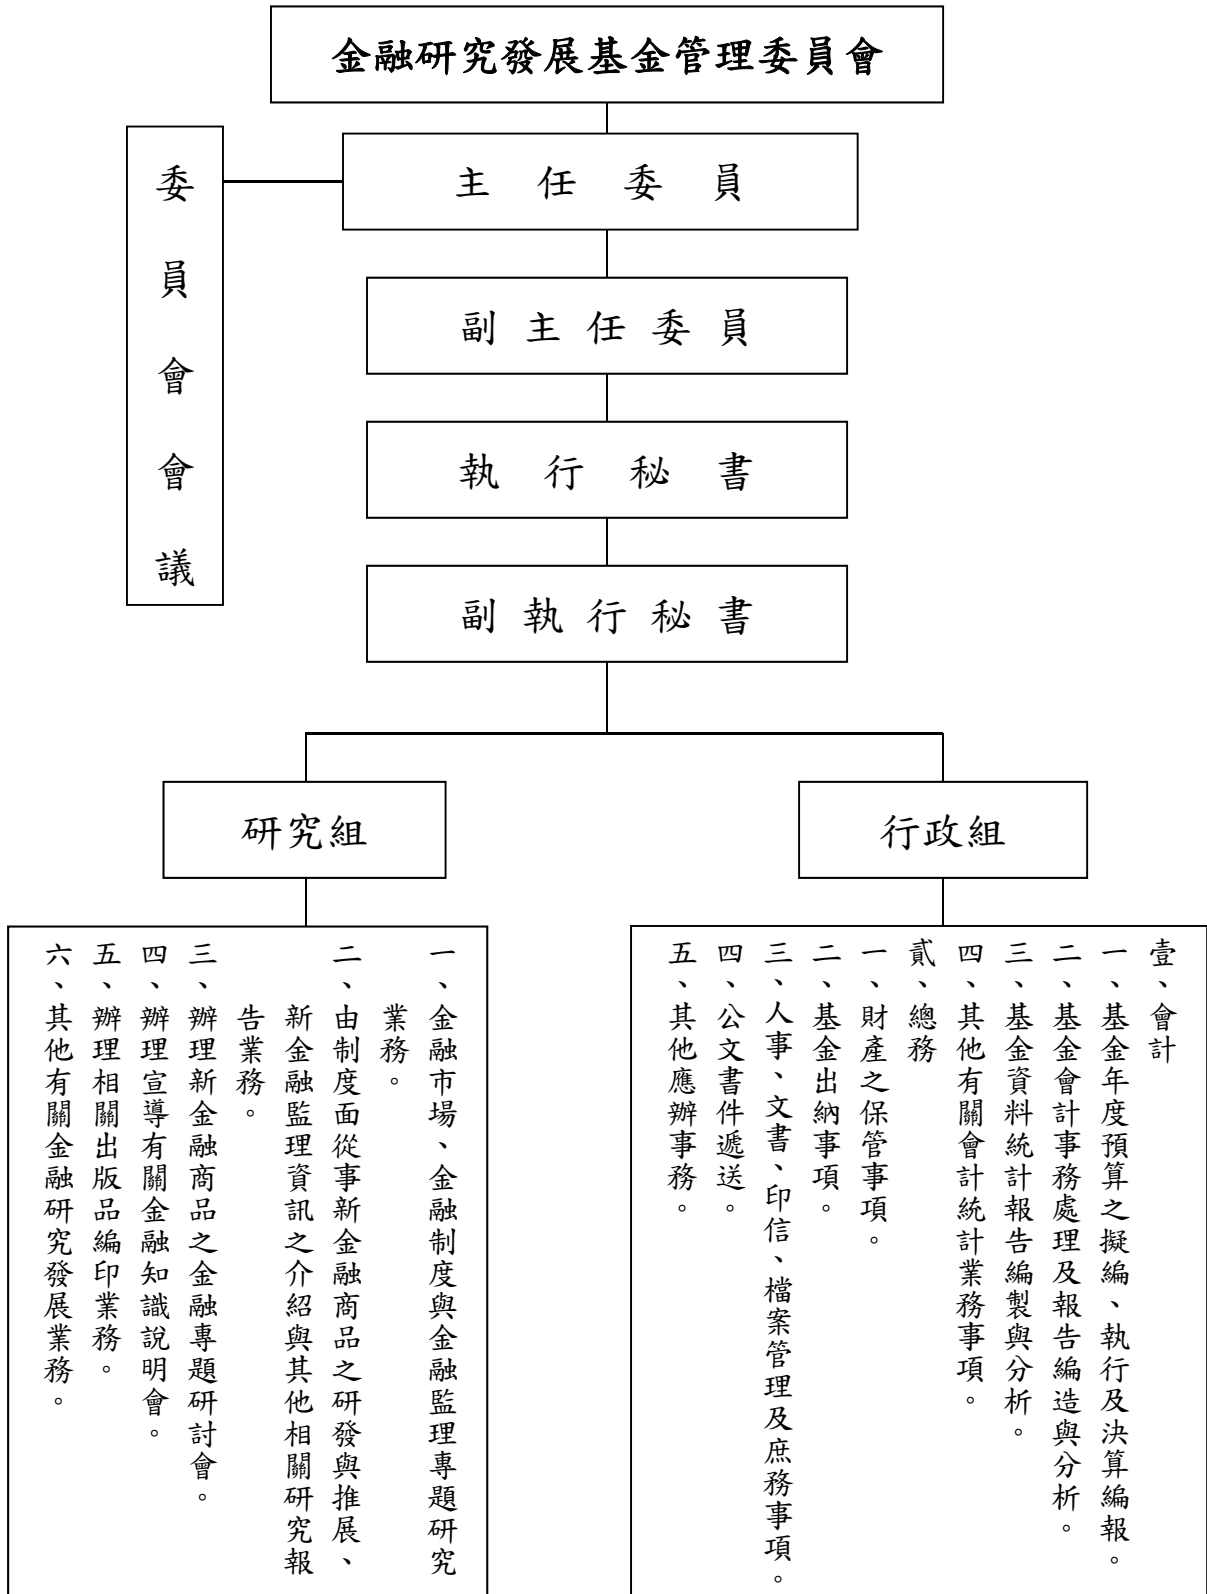 金融研究發展基金管理委員會
委員會會議
主任委員
副主任委員
執行秘書
副執行秘書
研究組
行政組
一、金融市場、金融制度與金融監理專題研究
業務。
二、由制度面從事新金融商品之研發與推展、
新金融監理資訊之介紹與其他相關研究報
告業務。
三、辦理新金融商品之金融專題研討會。
四、辦理宣導有關金融知識說明會。
五、辦理相關出版品編印業務。
六、其他有關金融研究發展業務。
壹、會計
一、基金年度預算之擬編、執行及決算編報。
二、基金會計事務處理及報告編造與分析。
三、基金資料統計報告編製與分析。
四、其他有關會計統計業務事項。
貳、總務
一、財產之保管事項。
二、基金出納事項。
三、人事、文書、印信、檔案管理及庶務事項。
四、公文書件遞送。
五、其他應辦事務。